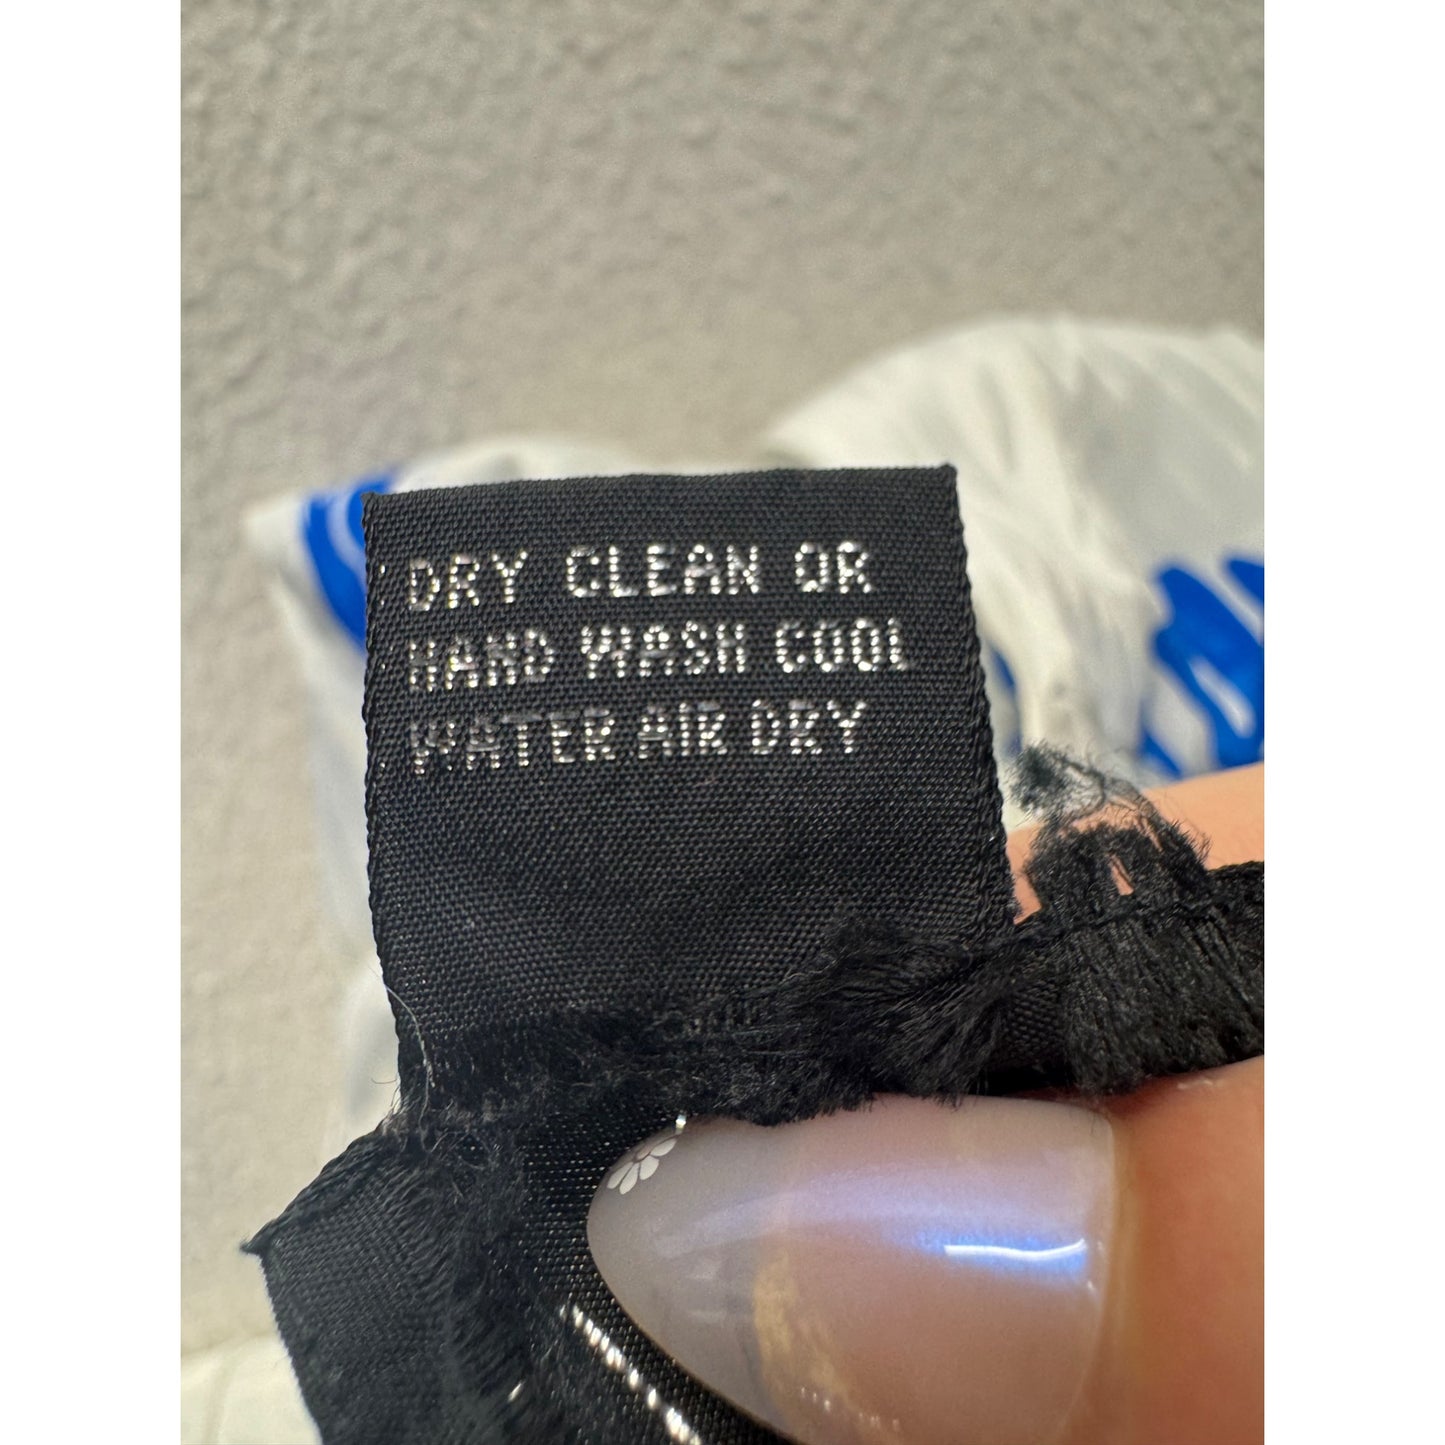 DRY CLEAN OR
HAND WASH COOL
WATER AIR DRY